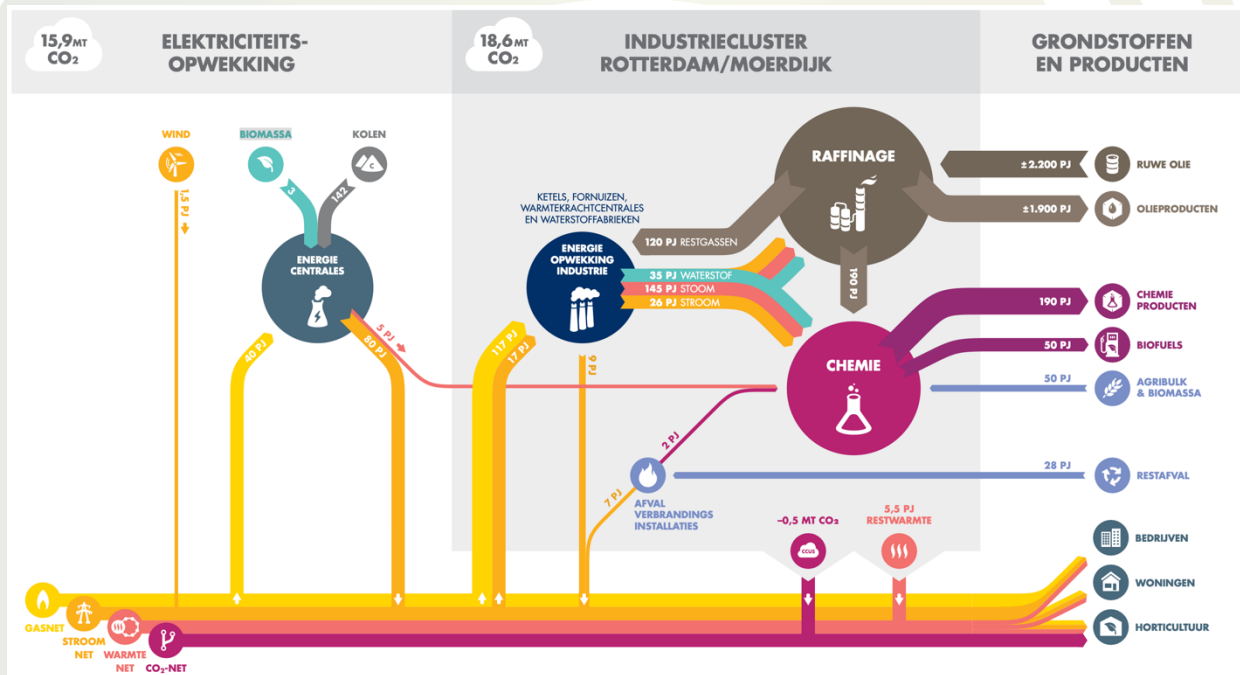 15,9 MT
CO₂
ELEKTRICITEITS-
OPWEKKING
18,6 MT
CO₂
INDUSTRIECLUSTER
ROTTERDAM/MOERDIJK
GRONDSTOFFEN
EN PRODUCTEN
WIND
BIOMASSA
KOLEN
1,5 PJ
3
142
ENERGIE
CENTRALES
KETELS, FORNUIZEN,
WARMTEKRACHTCENTRALES
EN WATERSTOFFABRIEKEN
ENERGIE
OPWEKKING
INDUSTRIE
RAFFINAGE
120 PJ RESTGASSEN
35 PJ WATERSTOF
145 PJ STOOM
26 PJ STROOM
190 PJ
±2.200 PJ
RUWE OLIE
±1.900 PJ
OLIEPRODUCTEN
190 PJ
CHEMIE
PRODUCTEN
50 PJ
BIOFUELS
CHEMIE
50 PJ
AGRIBULK
& BIOMASSA
40 PJ
5 PJ
80 PJ
117 PJ
17 PJ
9 PJ
2 PJ
7 PJ
AFVAL
VERBRANDINGS
INSTALLATIES
28 PJ
RESTAFVAL
-0,5 MT CO₂
CCUS
5,5 PJ
RESTWARMTE
BEDRIJVEN
WONINGEN
HORTICULTUUR
GASNET
STROOM
NET
WARMTE
NET
CO₂-NET